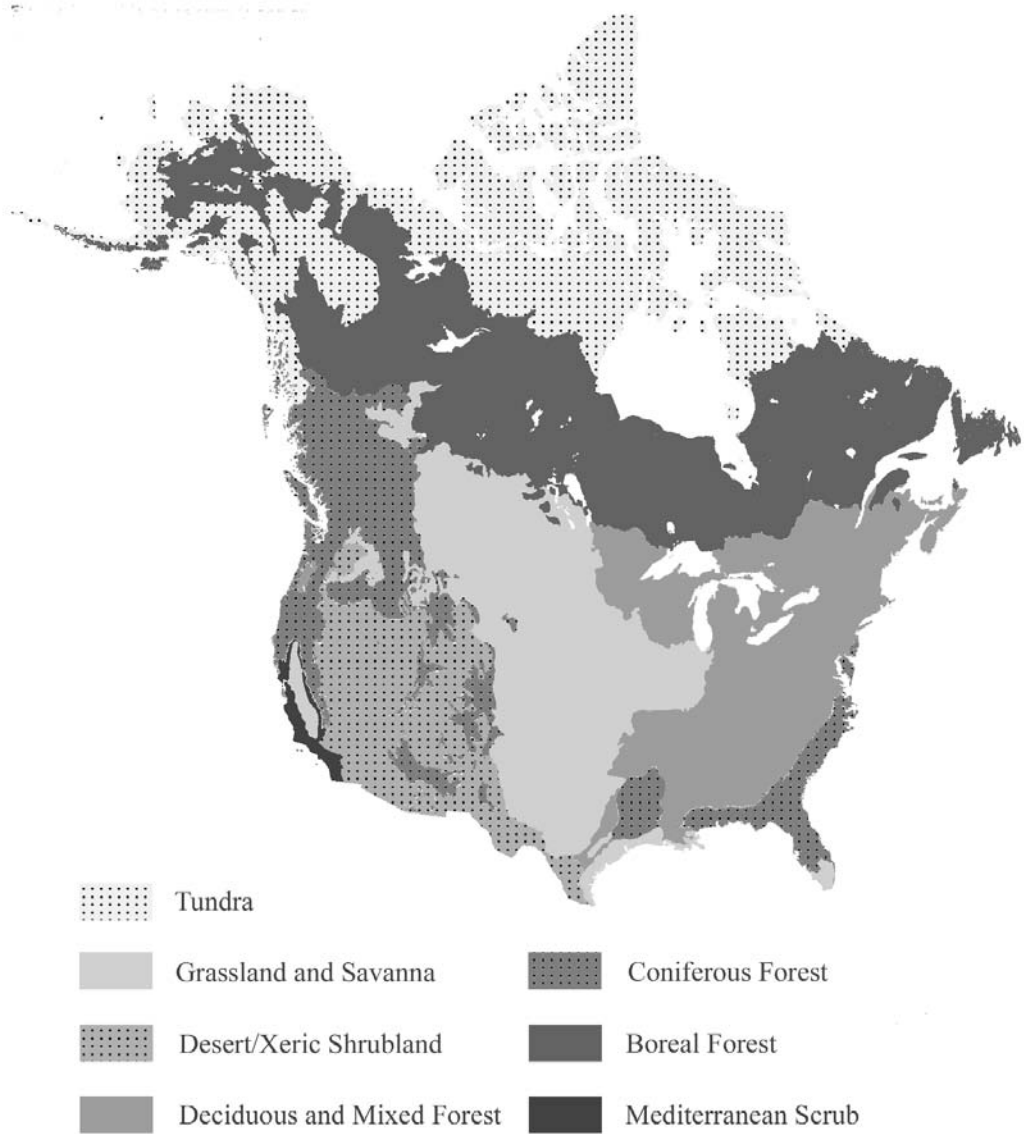 Tundra
Grassland and Savanna
Coniferous Forest
Desert/Xeric Shrubland
Boreal Forest
Deciduous and Mixed Forest
Mediterranean Scrub